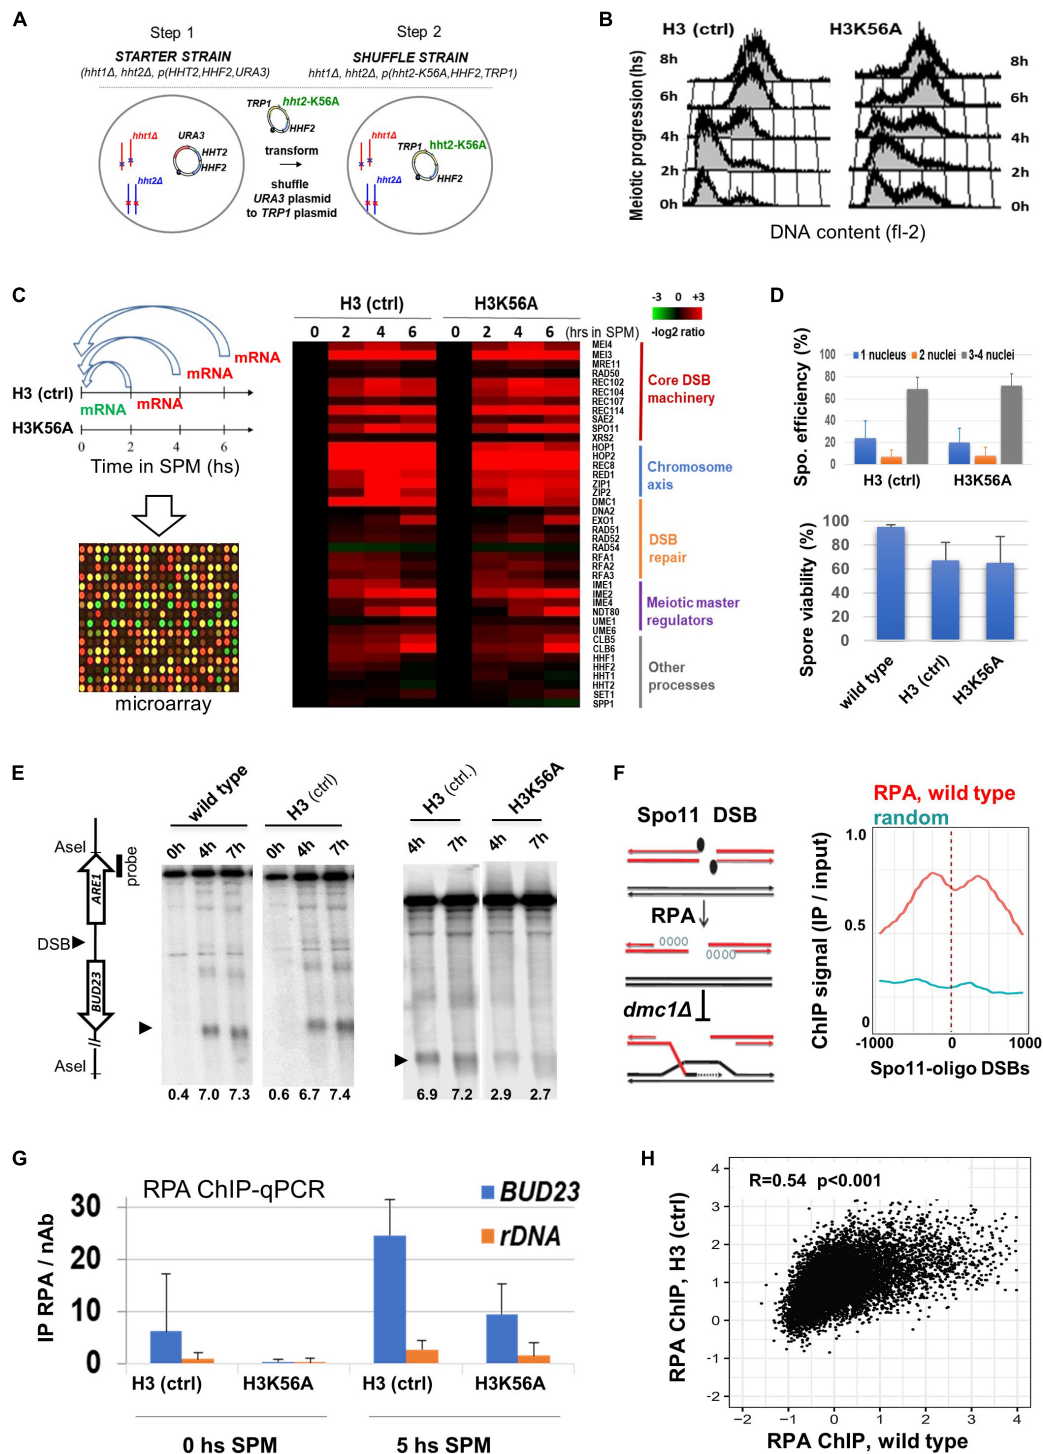 A
Step 1
Step 2
STARTER STRAIN
(hht1Δ, hht2Δ, p(HHT2,HHF2,URA3)
SHUFFLE STRAIN
hht1Δ, hht2Δ, p(hht2-K56A,HHF2,TRP1)
hht1Δ
URA3
HHT2
HHF2
hht2Δ
TRP1
hht2-K56A
HHF2
transform
shuffle
URA3 plasmid
to TRP1 plasmid
hht1Δ
TRP1
hht2-K56A
HHF2
hht2Δ
B
H3 (ctrl)
H3K56A
Meiotic progression (hs)
8h
6h
4h
2h
0h
8h
6h
4h
2h
0h
DNA content (fl-2)
C
mRNA
mRNA
mRNA
mRNA
H3 (ctrl)
H3K56A
0 2 4 6
Time in SPM (hs)
microarray
H3 (ctrl)
H3K56A
0 2 4 6 0 2 4 6 (hrs in SPM)
-3 0 +3
-log2 ratio
MEI4
MEI3
MRE11
RAD50
REC102
REC104
REC107
REC114
SAE2
SPO11
XRS2
HOP1
HOP2
REC8
RED1
ZIP1
ZIP2
DMC1
DNA2
EXO1
RAD51
RAD52
RAD54
RFA1
RFA2
RFA3
IME1
IME2
IME4
NDT80
UME1
UME6
CLB5
CLB6
HHF1
HHF2
HHT1
HHT2
SET1
SPP1
Core DSB
machinery
Chromosome
axis
DSB
repair
Meiotic master
regulators
Other
processes
D
Spo. efficiency (%)
100
80
60
40
20
0
1 nucleus 2 nuclei 3-4 nuclei
H3 (ctrl) H3K56A
Spore viability (%)
100
80
60
40
20
0
wild type
H3 (ctrl)
H3K56A
E
AseI
probe
ARE1
DSB
BUD23
AseI
wild type
H3 (ctrl)
0h 4h 7h 0h 4h 7h
0.4 7.0 7.3 0.6 6.7 7.4
H3 (ctrl.)
H3K56A
4h 7h 4h 7h
6.9 7.2 2.9 2.7
F
Spo11 DSB
RPA
dmc1Δ
RPA, wild type
random
ChIP signal (IP / input)
1.0
0.5
0
-1000 0 1000
Spo11-oligo DSBs
G
RPA ChIP-qPCR
BUD23
rDNA
IP RPA / nAb
30
20
10
0
H3 (ctrl) H3K56A H3 (ctrl) H3K56A
0 hs SPM 5 hs SPM
H
R=0.54 p<0.001
RPA ChIP, H3 (ctrl)
4
3
2
1
0
-1
-2
−2 −1 0 1 2 3 4
RPA ChIP, wild type